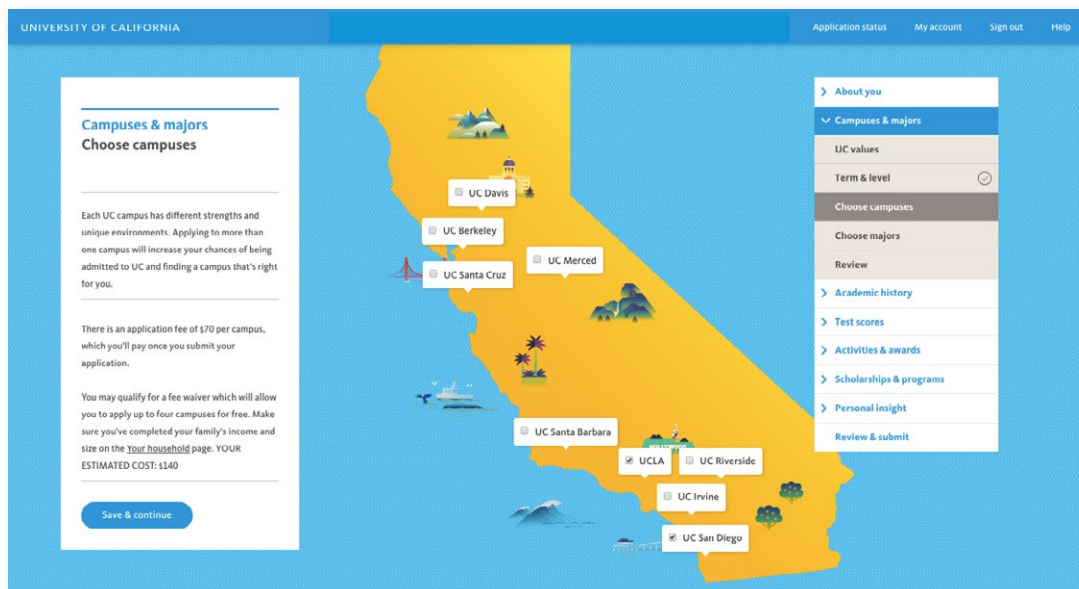 UNIVERSITY OF CALIFORNIA
Application status
My account
Sign out
Help
Campuses & majors
Choose campuses
Each UC campus has different strengths and
unique environments. Applying to more than
one campus will increase your chances of being
admitted to UC and finding a campus that's right
for you.
There is an application fee of $70 per campus,
which you'll pay once you submit your
application.
You may qualify for a fee waiver which will allow
you to apply up to four campuses for free. Make
sure you've completed your family's income and
size on the Your household page. YOUR
ESTIMATED COST: $140
Save & continue
UC Davis
UC Berkeley
UC Merced
UC Santa Cruz
UC Santa Barbara
UCLA
UC Riverside
UC Irvine
UC San Diego
About you
Campuses & majors
UC values
Term & level
Choose campuses
Choose majors
Review
Academic history
Test scores
Activities & awards
Scholarships & programs
Personal insight
Review & submit